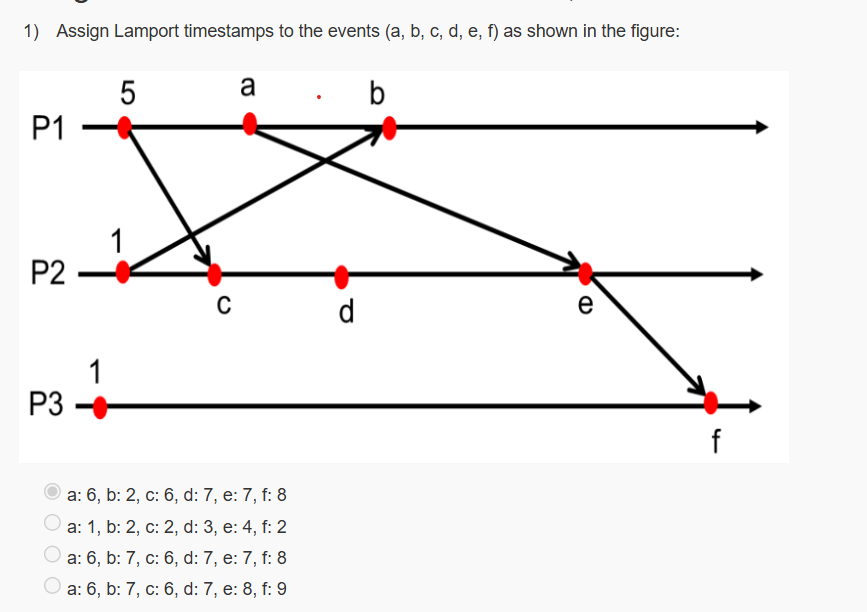 1) Assign Lamport timestamps to the events (a, b, c, d, e, f) as shown in the figure:
5 a b
P1
1
P2
c d e
1
P3
f
a: 6, b: 2, c: 6, d: 7, e: 7, f: 8
a: 1, b: 2, c: 2, d: 3, e: 4, f: 2
a: 6, b: 7, c: 6, d: 7, e: 7, f: 8
a: 6, b: 7, c: 6, d: 7, e: 8, f: 9